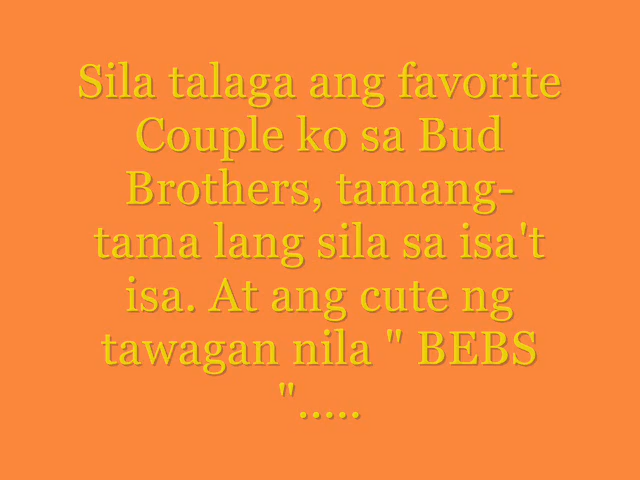 Sila talaga ang favorite
Couple ko sa Bud
Brothers, tamang-
tama lang sila sa isa't
isa. At ang cute ng
tawagan nila " BEBS
".....